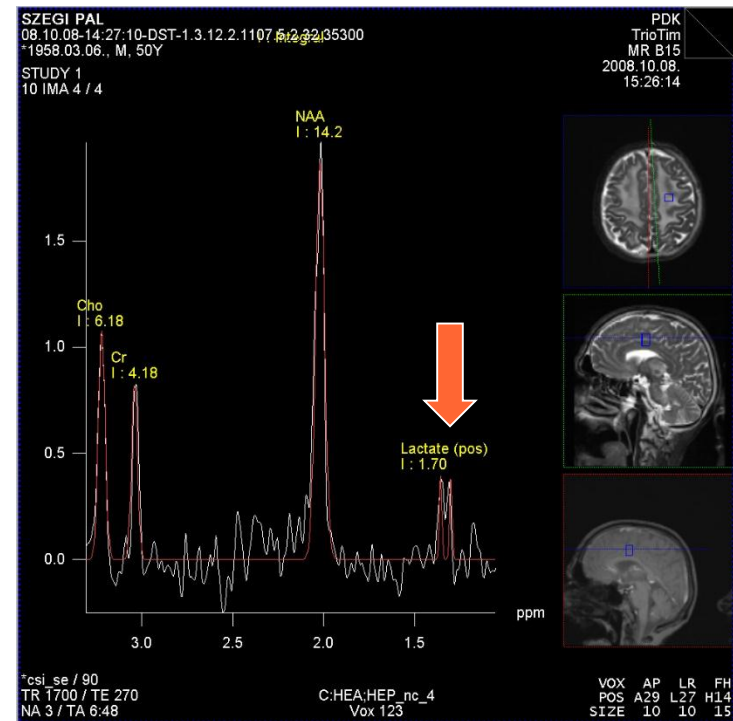 SZEGI PAL
08.10.08-14:27:10-DST-1.3.12.2.1107.5.2.32.35300
I : Integral
*1958.03.06., M, 50Y
STUDY 1
10 IMA 4 / 4
PDK
TrioTim
MR B15
2008.10.08.
15:26:14
NAA
I : 14.2
Cho
I : 6.18
Cr
I : 4.18
Lactate (pos)
I : 1.70
1.5
1.0
0.5
0.0
3.0 2.5 2.0 1.5
ppm
*csi_se / 90
TR 1700 / TE 270
NA 3 / TA 6:48
C:HEA;HEP_nc_4
Vox 123
VOX AP LR FH
POS A29 L27 H14
SIZE 10 10 15